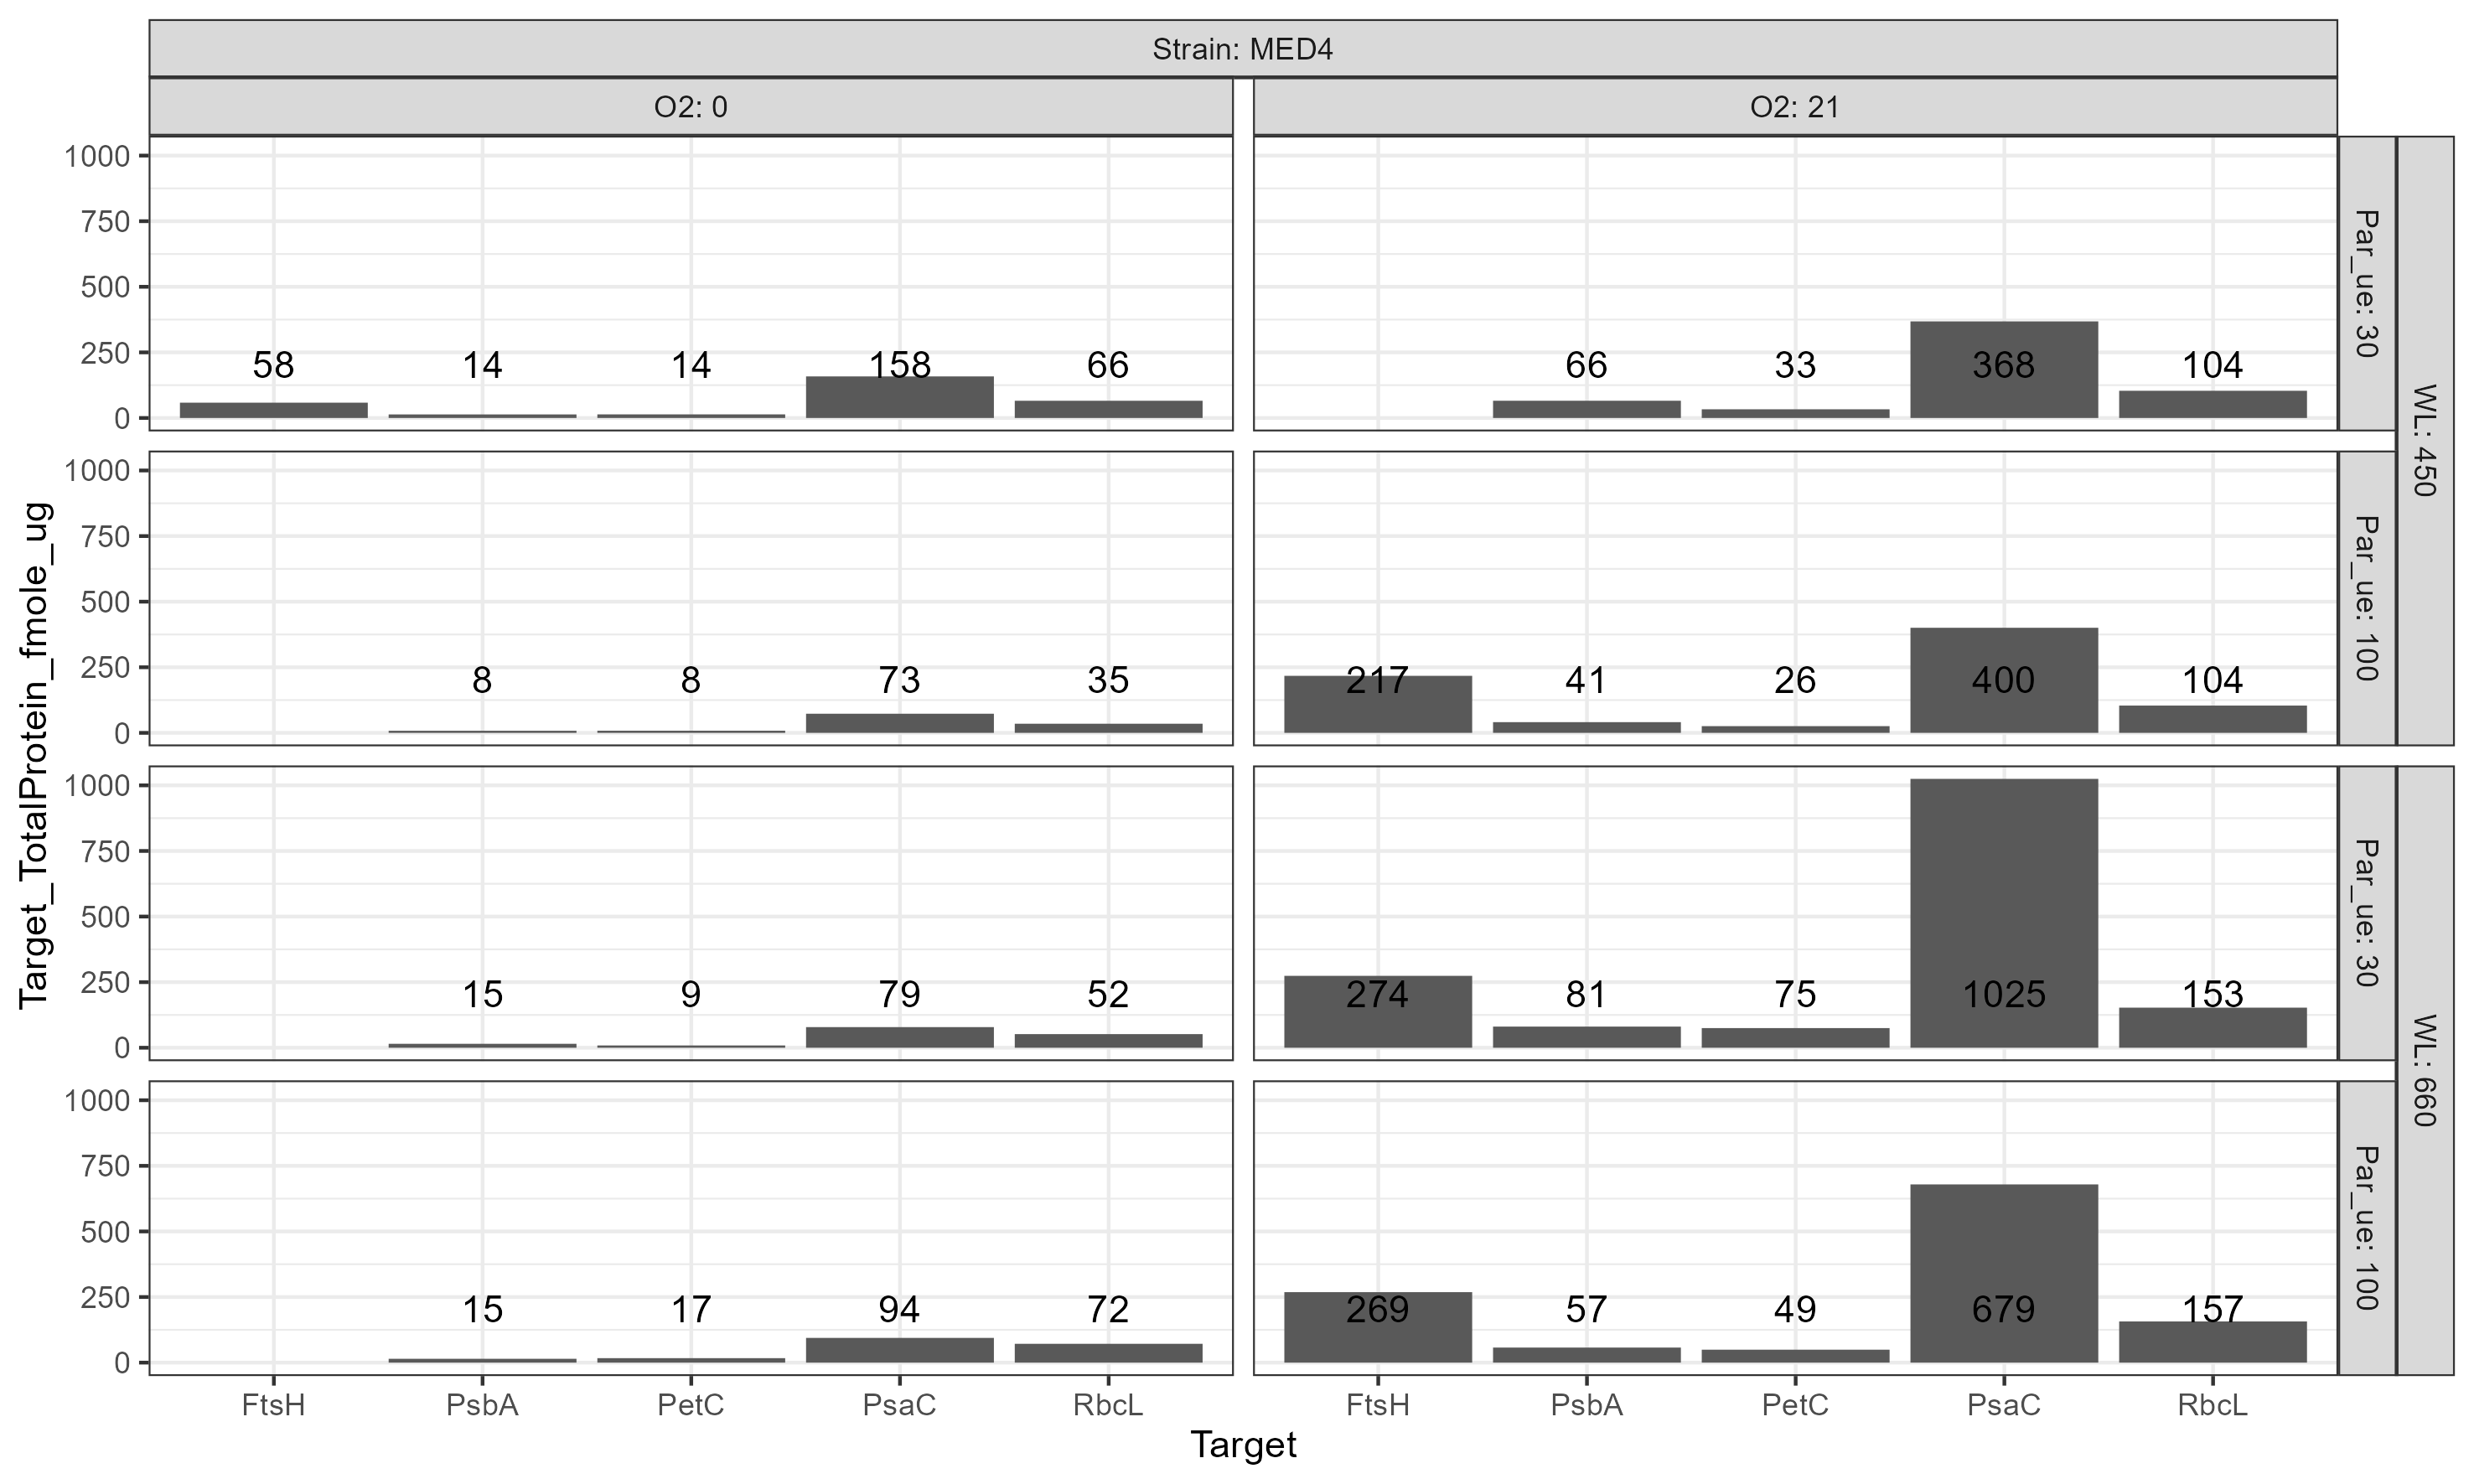 Strain: MED4
O2: 0
O2: 21
Target_TotalProtein_fmole_ug
1000
750
500
250
0
58 14 14 158 66
66 33 368 104
Par_ue: 30
WL: 450
1000
750
500
250
0
8 8 73 35
217 41 26 400 104
Par_ue: 100
1000
750
500
250
0
15 9 79 52
274 81 75 1025 153
Par_ue: 30
WL: 660
1000
750
500
250
0
15 17 94 72
269 57 49 679 157
Par_ue: 100
FtsH PsbA PetC PsaC RbcL
FtsH PsbA PetC PsaC RbcL
Target